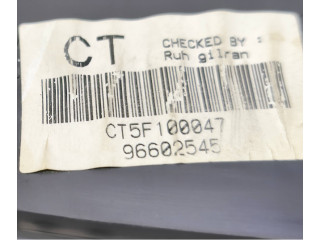 CT
CHECKED BY :
Ruh gilran
CT5F100047
96602545